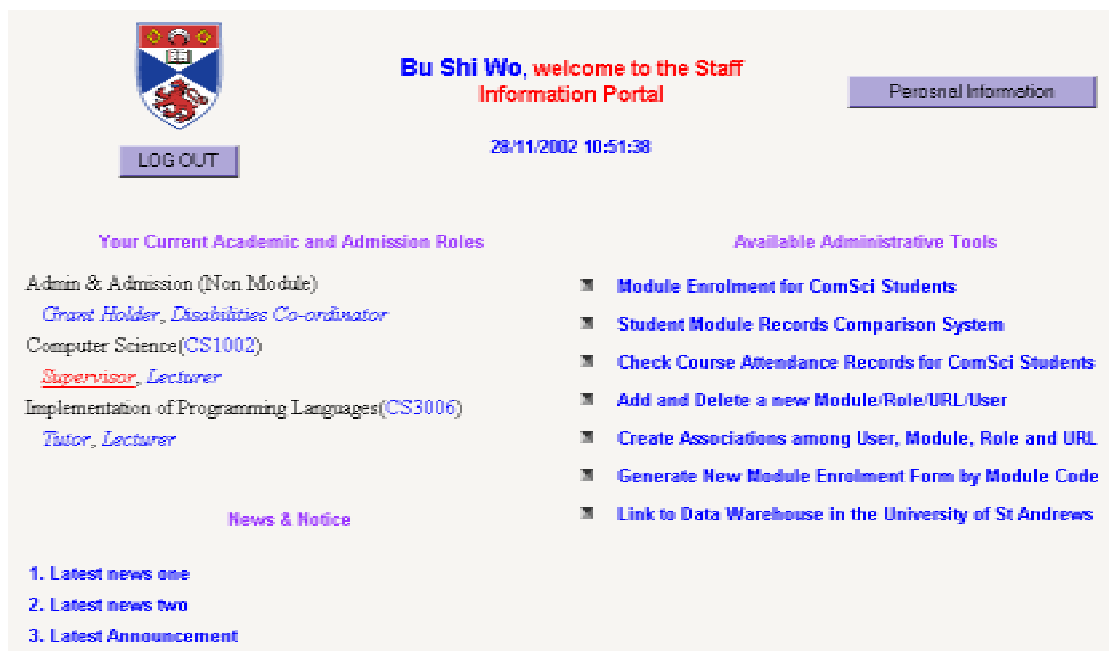 Bu Shi Wo, welcome to the Staff
Information Portal
Perosnal Information
28/11/2002 10:51:38
LOG OUT
Your Current Academic and Admission Roles
Admin & Admission (Non Module)
Grant Holder, Disabilities Co-ordinator
Computer Science(CS1002)
Supervisor, Lecturer
Implementation of Programming Languages(CS3006)
Tutor, Lecturer
News & Notice
1. Latest news one
2. Latest news two
3. Latest Announcement
Available Administrative Tools
Module Enrolment for ComSci Students
Student Module Records Comparison System
Check Course Attendance Records for ComSci Students
Add and Delete a new Module/Role/URL/User
Create Associations among User, Module, Role and URL
Generate New Module Enrolment Form by Module Code
Link to Data Warehouse in the University of St Andrews